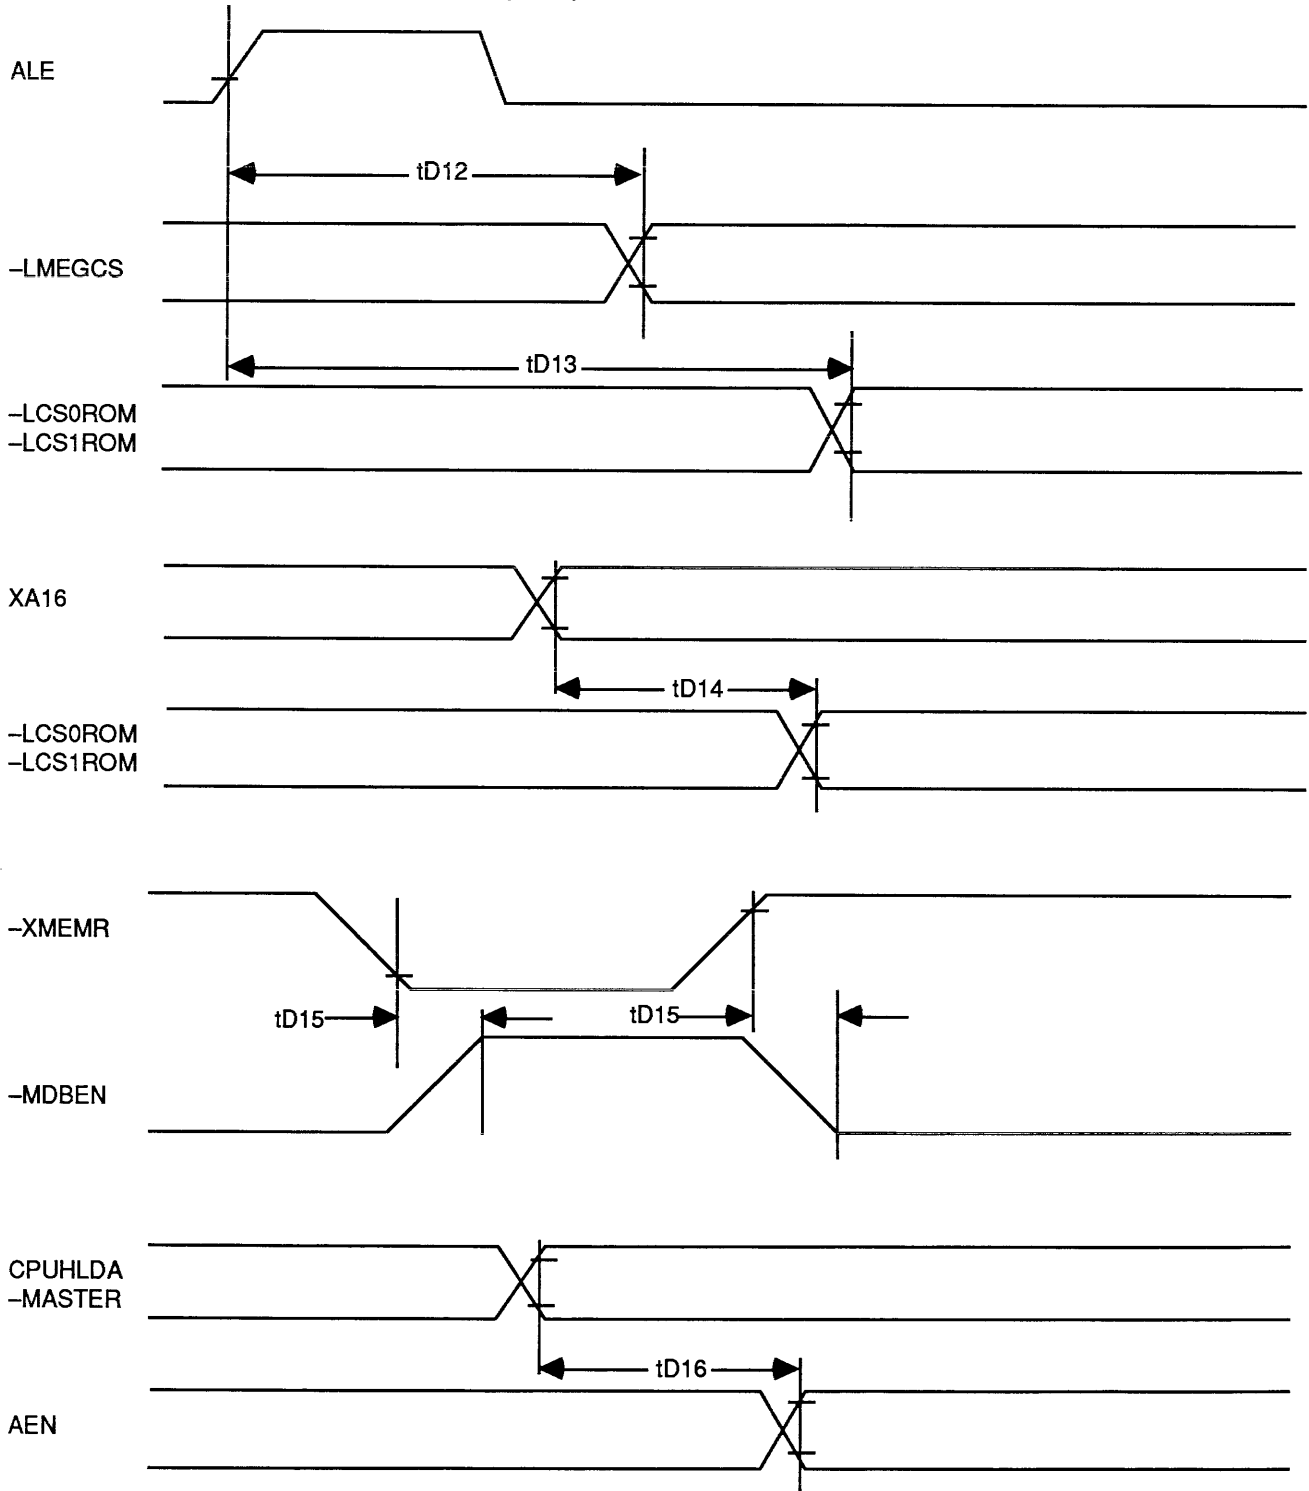 ALE
tD12
–LMEGCS
tD13
–LCS0ROM
–LCS1ROM
XA16
tD14
–LCS0ROM
–LCS1ROM
–XMEMR
tD15
tD15
–MDBEN
CPUHLDA
–MASTER
tD16
AEN